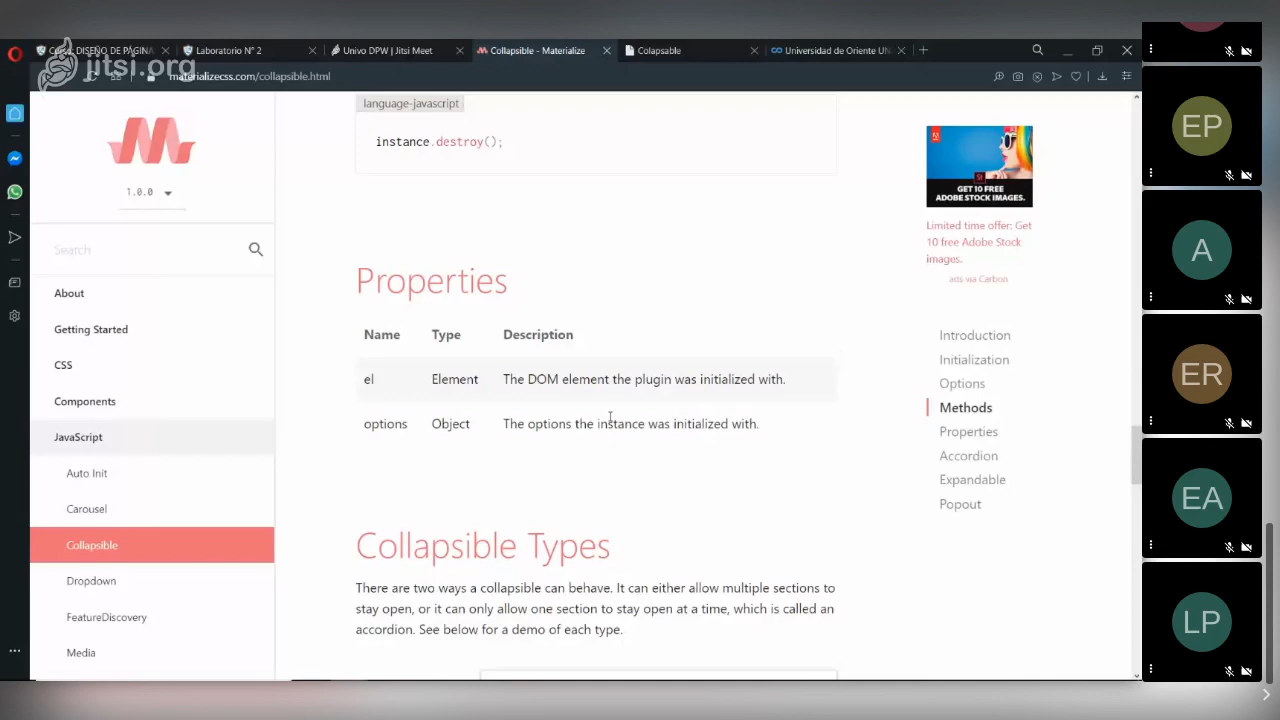 jitsi.org
DISEÑO DE PÁGINA
Laboratorio N° 2
Univo DPW | Jitsi Meet
Collapsible - Materialize
Colapsable
Universidad de Oriente UN
materializecss.com/collapsible.html
1.0.0
Search
About
Getting Started
CSS
Components
JavaScript
Auto Init
Carousel
Collapsible
Dropdown
FeatureDiscovery
Media
language-javascript
instance.destroy();
Properties
Name Type Description
el Element The DOM element the plugin was initialized with.
options Object The options the instance was initialized with.
Collapsible Types
There are two ways a collapsible can behave. It can either allow multiple sections to
stay open, or it can only allow one section to stay open at a time, which is called an
accordion. See below for a demo of each type.
St
GET 10 FREE
ADOBE STOCK IMAGES.
Limited time offer: Get
10 free Adobe Stock
images.
ads via Carbon
Introduction
Initialization
Options
Methods
Properties
Accordion
Expandable
Popout
EP
A
ER
EA
LP